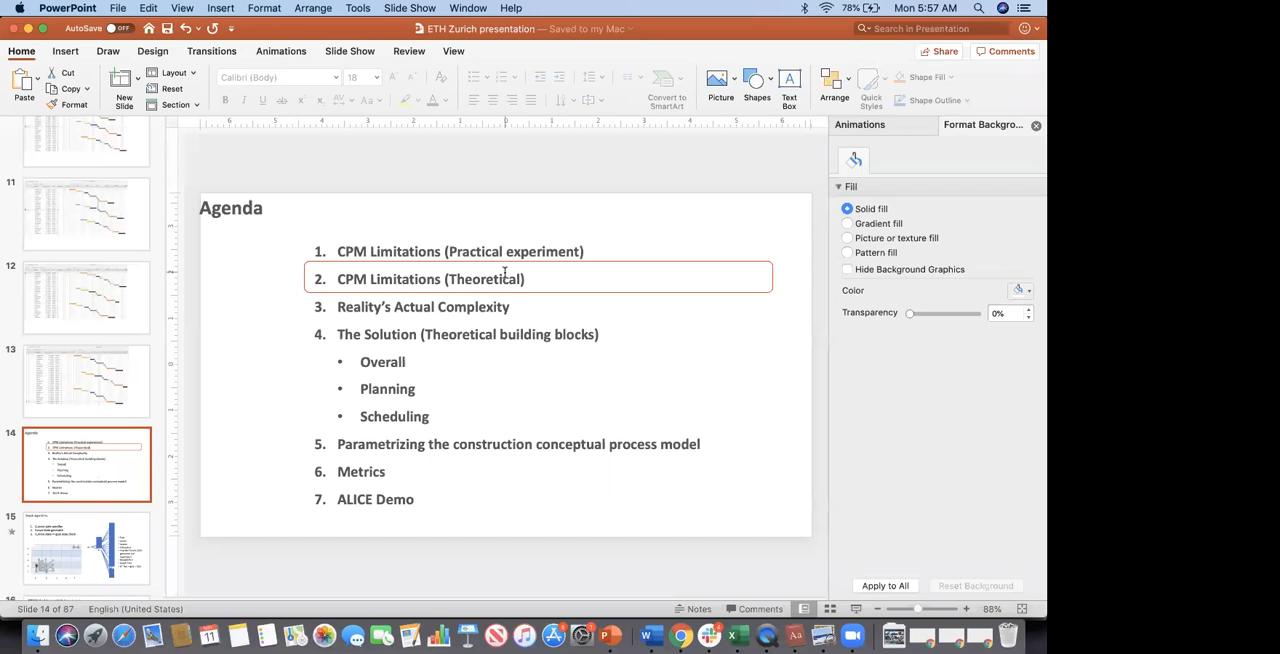 PowerPoint File Edit View Insert Format Arrange Tools Slide Show Window Help 78% Mon 5:57 AM
AutoSave OFF ETH Zurich presentation — Saved to my Mac Search in Presentation
Home Insert Draw Design Transitions Animations Slide Show Review View Share Comments
Paste Cut Copy Format New Slide Layout Reset Section Calibri (Body) 18 Convert to SmartArt Picture Shapes Text Box Arrange Quick Styles Shape Fill Shape Outline
Animations Format Backgro...
Fill
Solid fill
Gradient fill
Picture or texture fill
Pattern fill
Hide Background Graphics
Color
Transparency 0%
Apply to All Reset Background
11
12
13
14
15
Agenda
1. CPM Limitations (Practical experiment)
2. CPM Limitations (Theoretical)
3. Reality's Actual Complexity
4. The Solution (Theoretical building blocks)
• Overall
• Planning
• Scheduling
5. Parametrizing the construction conceptual process model
6. Metrics
7. ALICE Demo
Slide 14 of 87 English (United States) Notes Comments 88%